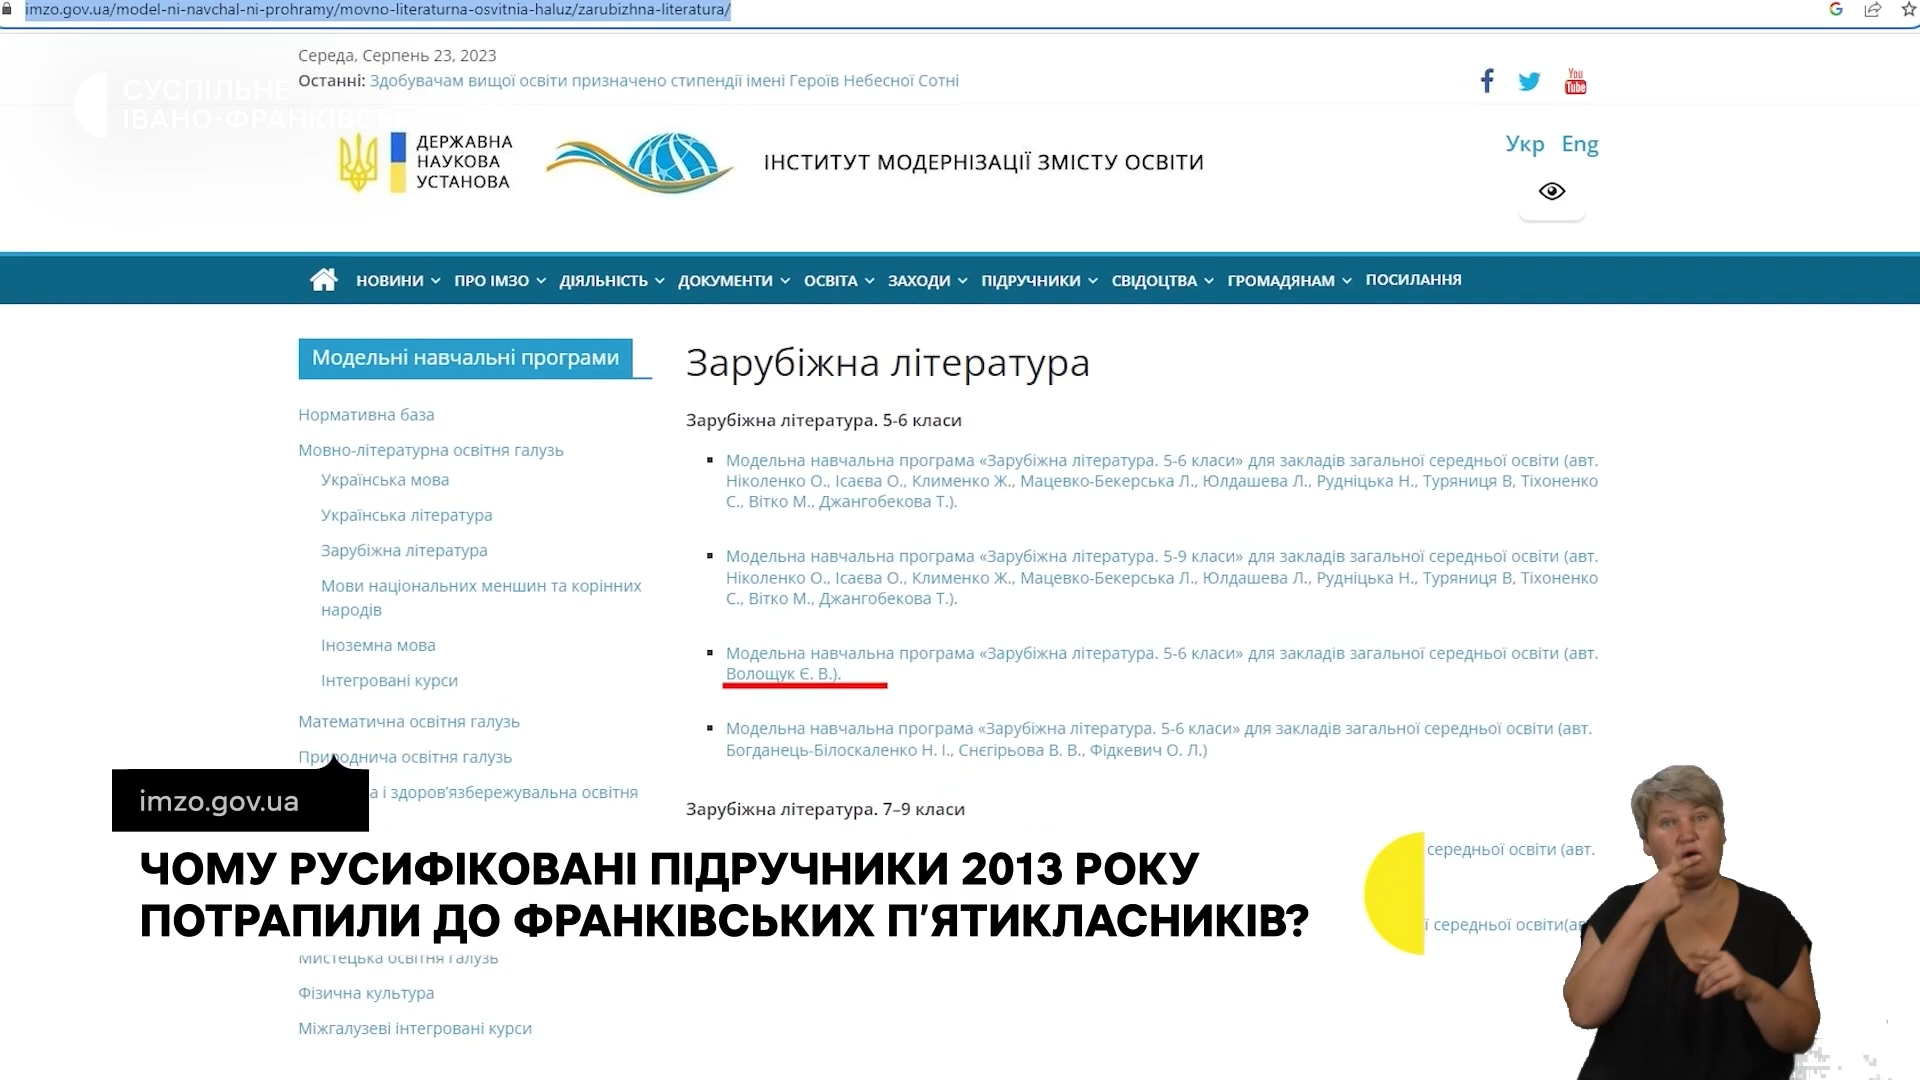 imzo.gov.ua/model-ni-navchal-ni-prohramy/movno-literaturna-osvitnia-haluz/zarubizhna-literatura/
Середа, Серпень 23, 2023
Останні: Здобувачам вищої освіти призначено стипендії імені Героїв Небесної Сотні
СУСПІЛЬНЕ
ІВАНО-ФРАНКІВСЬК
You
Tube
ДЕРЖАВНА
НАУКОВА
УСТАНОВА
ІНСТИТУТ МОДЕРНІЗАЦІЇ ЗМІСТУ ОСВІТИ
Укр Eng
НОВИНИ ПРО ІМЗО ДІЯЛЬНІСТЬ ДОКУМЕНТИ ОСВІТА ЗАХОДИ ПІДРУЧНИКИ СВІДОЦТВА ГРОМАДЯНАМ ПОСИЛАННЯ
Модельні навчальні програми
Нормативна база
Мовно-літературна освітня галузь
Українська мова
Українська література
Зарубіжна література
Мови національних меншин та корінних
народів
Іноземна мова
Інтегровані курси
Математична освітня галузь
Природнича освітня галузь
а і здоров’язбережувальна освітня
Зарубіжна література
Зарубіжна література. 5-6 класи
Модельна навчальна програма «Зарубіжна література. 5-6 класи» для закладів загальної середньої освіти (авт.
Ніколенко О., Ісаєва О., Клименко Ж., Мацевко-Бекерська Л., Юлдашева Л., Рудніцька Н., Туряниця В, Тіхоненко
С., Вітко М., Джангобекова Т.).
Модельна навчальна програма «Зарубіжна література. 5-9 класи» для закладів загальної середньої освіти (авт.
Ніколенко О., Ісаєва О., Клименко Ж., Мацевко-Бекерська Л., Юлдашева Л., Рудніцька Н., Туряниця В, Тіхоненко
С., Вітко М., Джангобекова Т.).
Модельна навчальна програма «Зарубіжна література. 5-6 класи» для закладів загальної середньої освіти (авт.
Волощук Є. В.).
Модельна навчальна програма «Зарубіжна література. 5-6 класи» для закладів загальної середньої освіти (авт.
Богданець-Білоскаленко Н. І., Снєгірьова В. В., Фідкевич О. Л.)
Зарубіжна література. 7–9 класи
середньої освіти (авт.
ї середньої освіти(ав
imzo.gov.ua
ЧОМУ РУСИФІКОВАНІ ПІДРУЧНИКИ 2013 РОКУ
ПОТРАПИЛИ ДО ФРАНКІВСЬКИХ П’ЯТИКЛАСНИКІВ?
Мистецька освітня галузь
Фізична культура
Міжгалузеві інтегровані курси